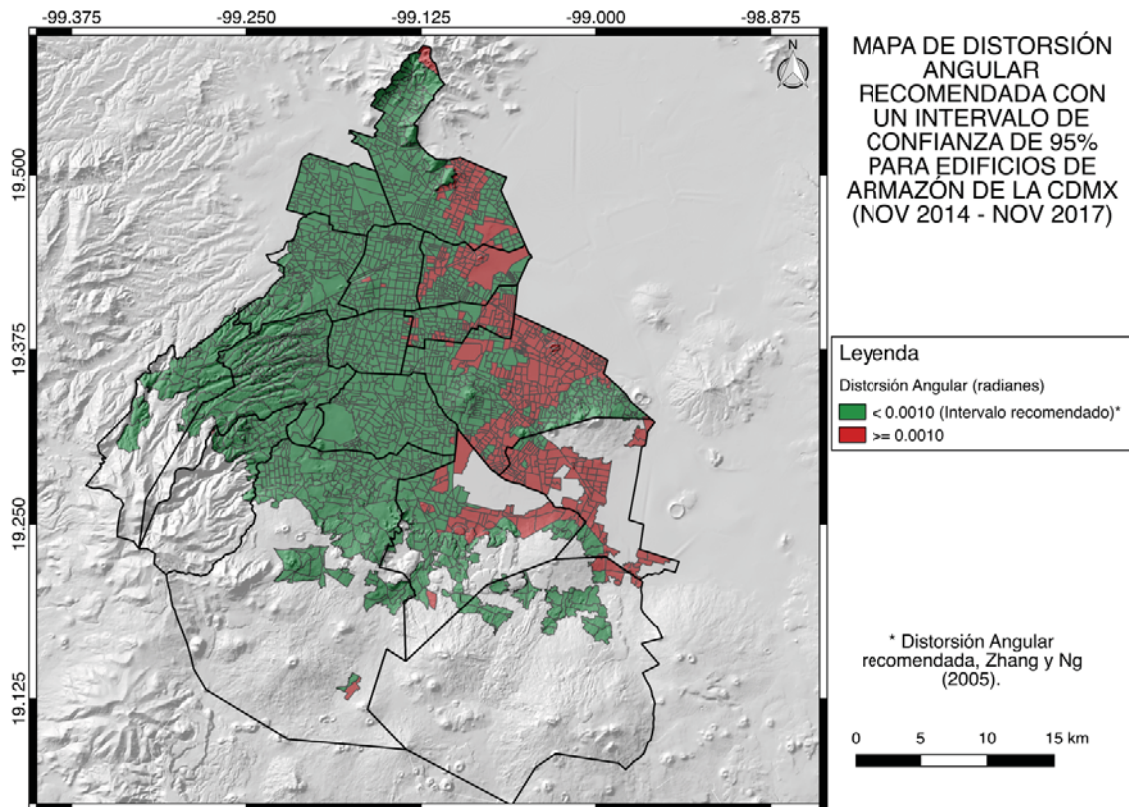 -99.375
-99.250
-99.125
-99.000
-98.875
19.500
19.375
19.250
19.125
N
MAPA DE DISTORSIÓN
ANGULAR
RECOMENDADA CON
UN INTERVALO DE
CONFIANZA DE 95%
PARA EDIFICIOS DE
ARMAZÓN DE LA CDMX
(NOV 2014 - NOV 2017)
Leyenda
Distorsión Angular (radianes)
< 0.0010 (Intervalo recomendado)*
>= 0.0010
* Distorsión Angular
recomendada, Zhang y Ng
(2005).
0 5 10 15 km